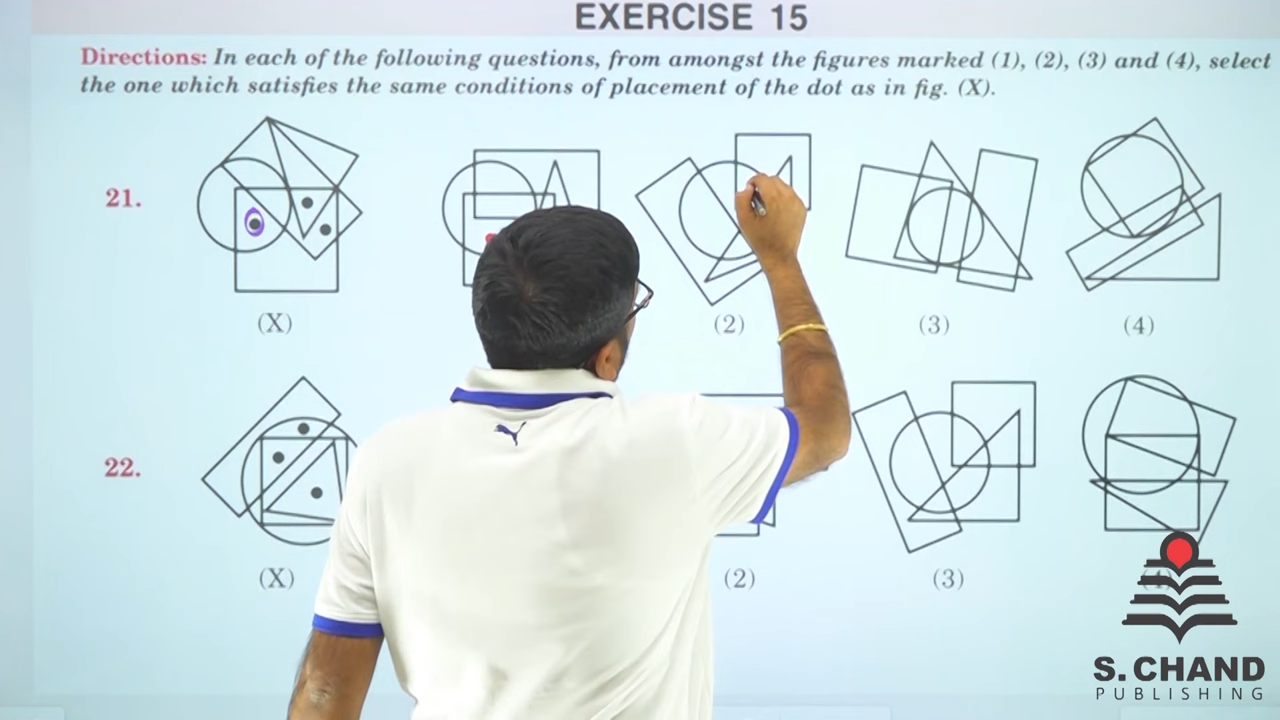 EXERCISE 15
Directions: In each of the following questions, from amongst the figures marked (1), (2), (3) and (4), select
the one which satisfies the same conditions of placement of the dot as in fig. (X).
21.
(X)
(2)
(3)
(4)
22.
(X)
(2)
(3)
S. CHAND
PUBLISHING